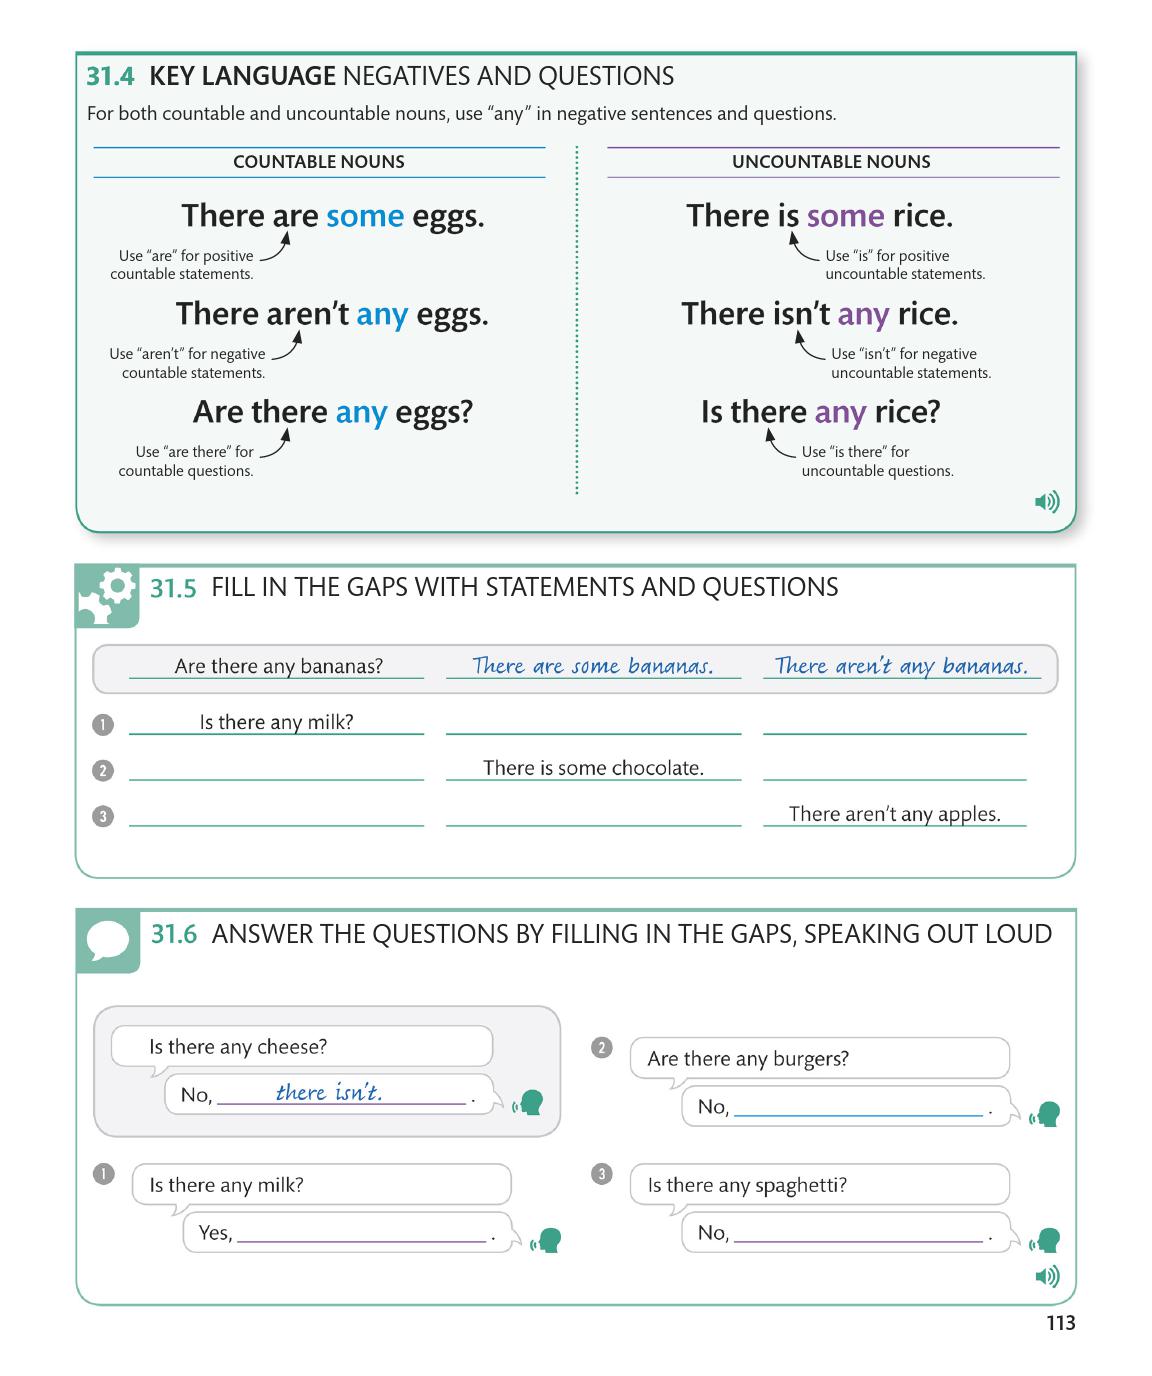 31.4 KEY LANGUAGE NEGATIVES AND QUESTIONS
For both countable and uncountable nouns, use “any” in negative sentences and questions.
COUNTABLE NOUNS
There are some eggs.
Use “are” for positive
countable statements.
There aren’t any eggs.
Use “aren’t” for negative
countable statements.
Are there any eggs?
Use “are there” for
countable questions.
UNCOUNTABLE NOUNS
There is some rice.
Use “is” for positive
uncountable statements.
There isn’t any rice.
Use “isn’t” for negative
uncountable statements.
Is there any rice?
Use “is there” for
uncountable questions.
31.5 FILL IN THE GAPS WITH STATEMENTS AND QUESTIONS
Are there any bananas? There are some bananas. There aren’t any bananas.
1 Is there any milk?
2 There is some chocolate.
3 There aren’t any apples.
31.6 ANSWER THE QUESTIONS BY FILLING IN THE GAPS, SPEAKING OUT LOUD
Is there any cheese?
No, there isn’t. .
1 Is there any milk?
Yes, .
2 Are there any burgers?
No, .
3 Is there any spaghetti?
No, .
113